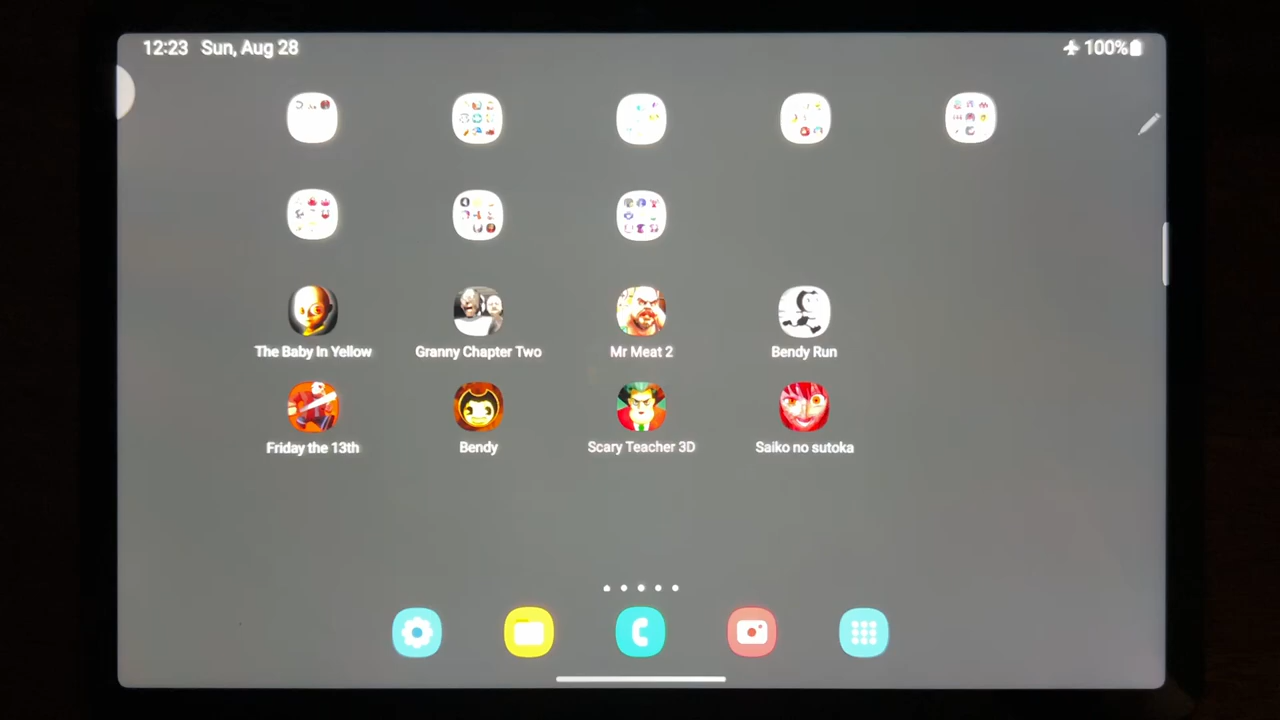 12:23 Sun, Aug 28 100%
The Baby In Yellow Granny Chapter Two Mr Meat 2 Bendy Run
Friday the 13th Bendy Scary Teacher 3D Saiko no sutoka